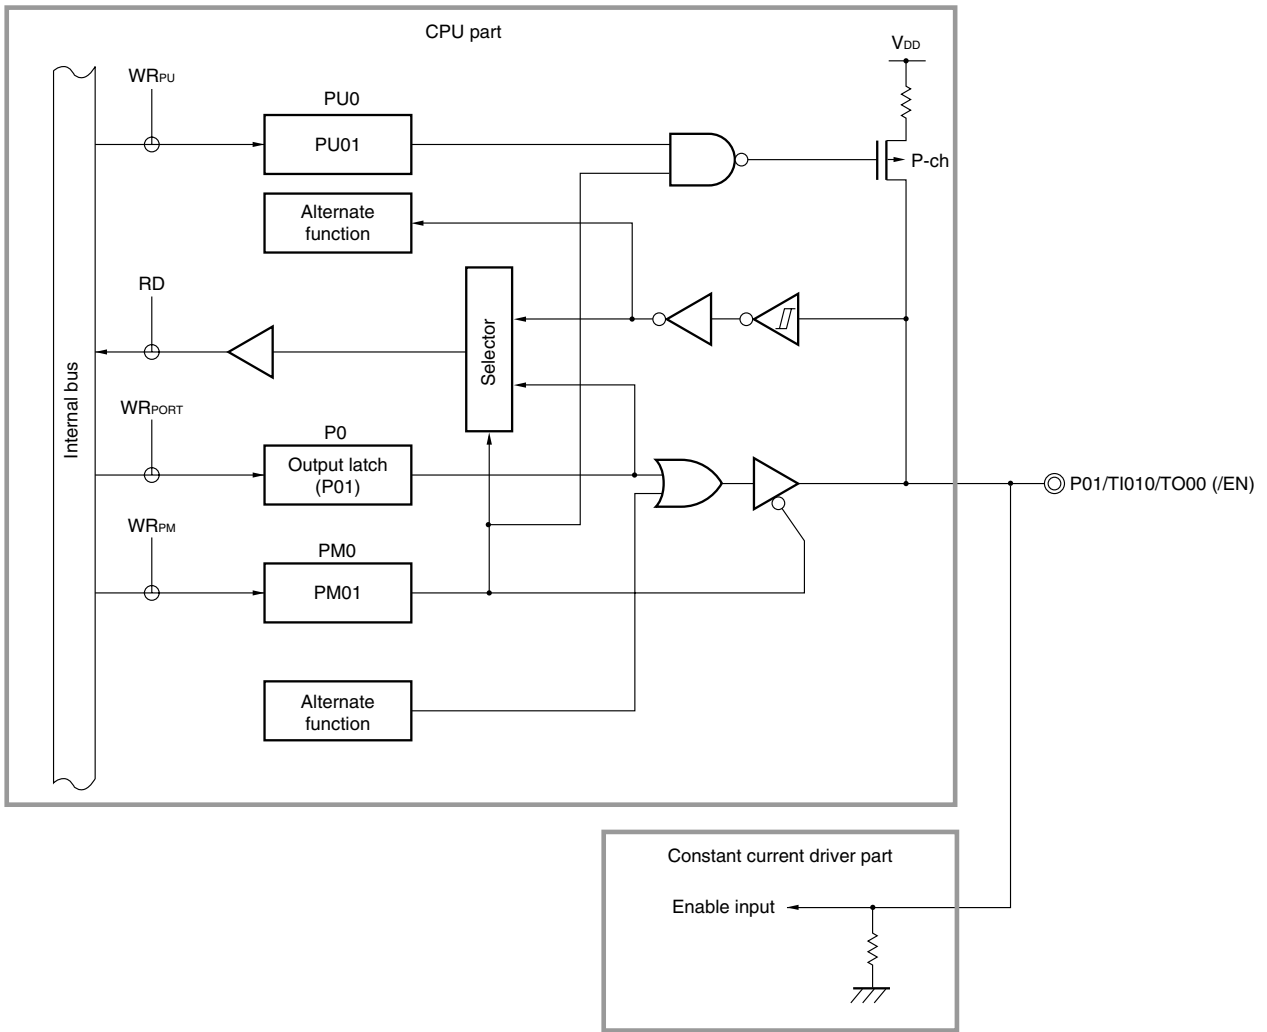 CPU part
VDD
WRPU
PU0
PU01
P-ch
Alternate
function
RD
Selector
Internal bus
WRPORT
P0
Output latch
(P01)
P01/TI010/TO00 (/EN)
WRPM
PM0
PM01
Alternate
function
Constant current driver part
Enable input